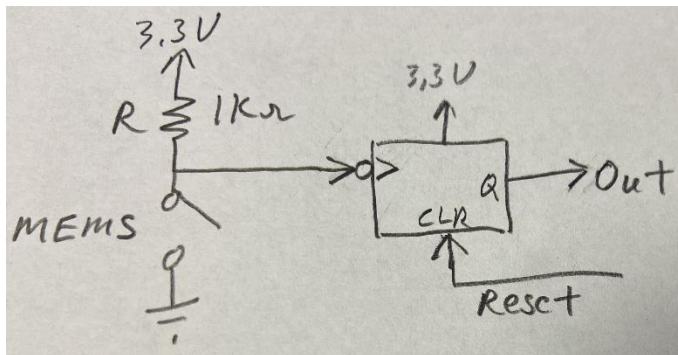 3.3V
R 1KΩ
MEMS
3.3V
Q
CLR
Out
Reset